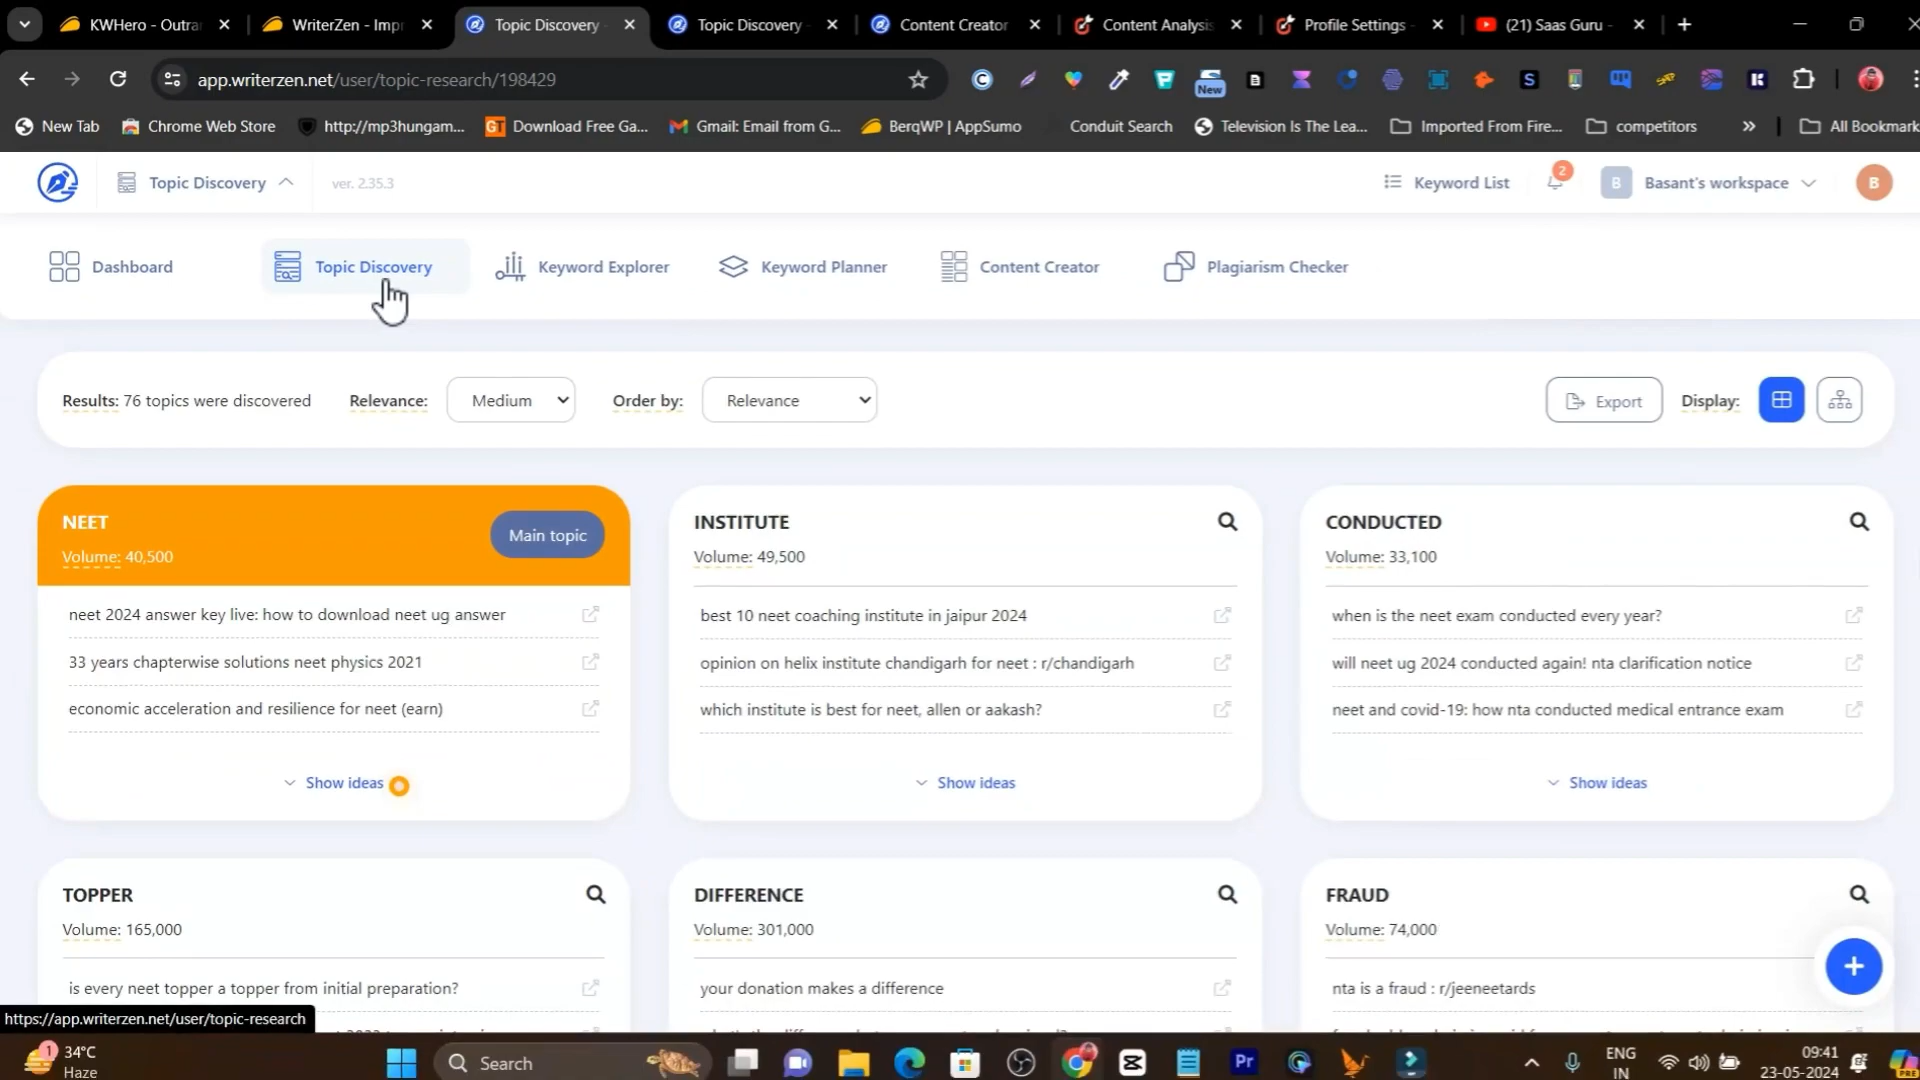 KWHero - Outra
WriterZen - Impr
Topic Discovery
Topic Discovery
Content Creator
Content Analysis
Profile Settings -
(21) Saas Guru -
app.writerzen.net/user/topic-research/198429
New
New Tab
Chrome Web Store
http://mp3hungam...
GT Download Free Ga...
Gmail: Email from G...
BerqWP | AppSumo
Conduit Search
Television Is The Lea...
Imported From Fire...
competitors
All Bookmark
Topic Discovery
ver. 2.35.3
Keyword List
2
B
Basant's workspace
B
Dashboard
Topic Discovery
Keyword Explorer
Keyword Planner
Content Creator
Plagiarism Checker
Results: 76 topics were discovered
Relevance:
Medium
Order by:
Relevance
Export
Display:
NEET
Volume: 40,500
Main topic
neet 2024 answer key live: how to download neet ug answer
33 years chapterwise solutions neet physics 2021
economic acceleration and resilience for neet (earn)
Show ideas
INSTITUTE
Volume: 49,500
best 10 neet coaching institute in jaipur 2024
opinion on helix institute chandigarh for neet : r/chandigarh
which institute is best for neet, allen or aakash?
Show ideas
CONDUCTED
Volume: 33,100
when is the neet exam conducted every year?
will neet ug 2024 conducted again! nta clarification notice
neet and covid-19: how nta conducted medical entrance exam
Show ideas
TOPPER
Volume: 165,000
is every neet topper a topper from initial preparation?
DIFFERENCE
Volume: 301,000
your donation makes a difference
FRAUD
Volume: 74,000
nta is a fraud : r/jeeneetards
https://app.writerzen.net/user/topic-research
1
34°C
Haze
Search
Pr
ENG
IN
09:41
23-05-2024
PRE